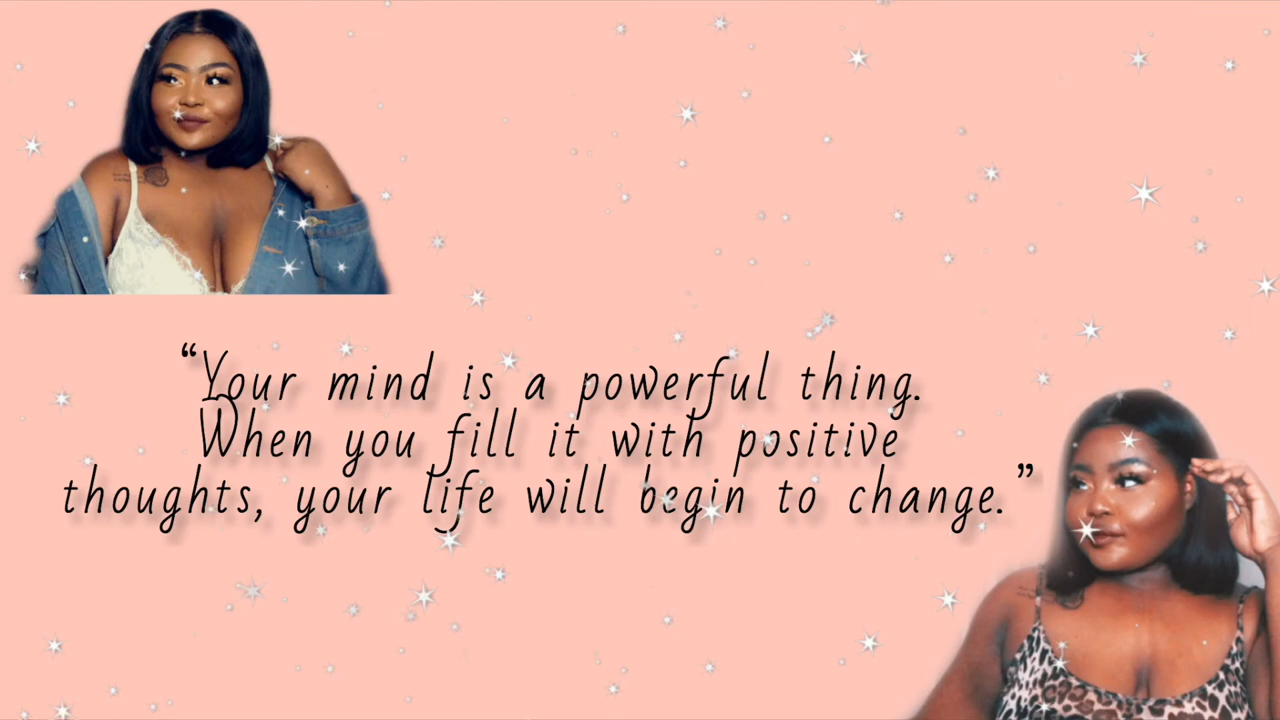 “Your mind is a powerful thing.
When you fill it with positive
thoughts, your life will begin to change.”